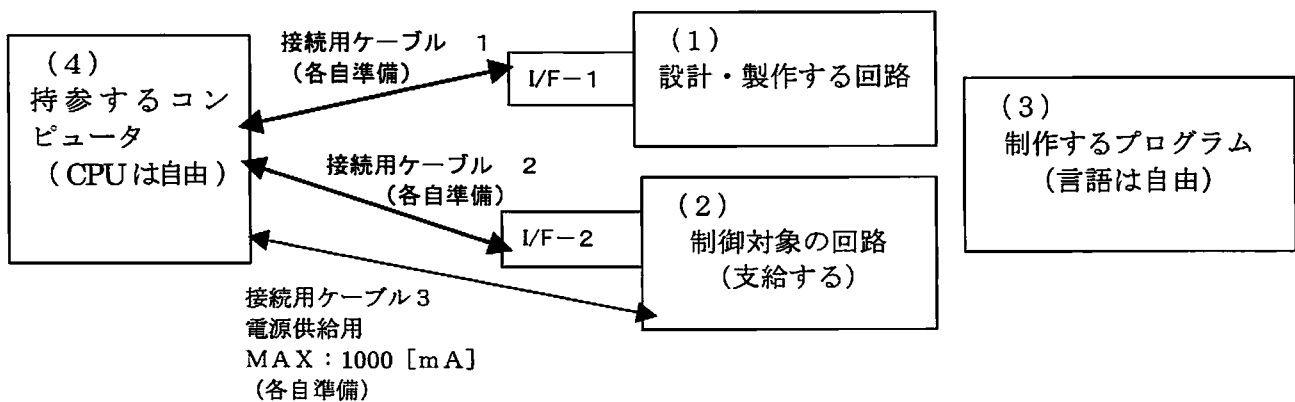 (4)
持参するコン
ピュータ
(CPUは自由)
接続用ケーブル 1
(各自準備)
I/F-1
(1)
設計・製作する回路
接続用ケーブル 2
(各自準備)
I/F-2
(2)
制御対象の回路
(支給する)
接続用ケーブル3
電源供給用
MAX:1000[mA]
(各自準備)
(3)
制作するプログラム
(言語は自由)